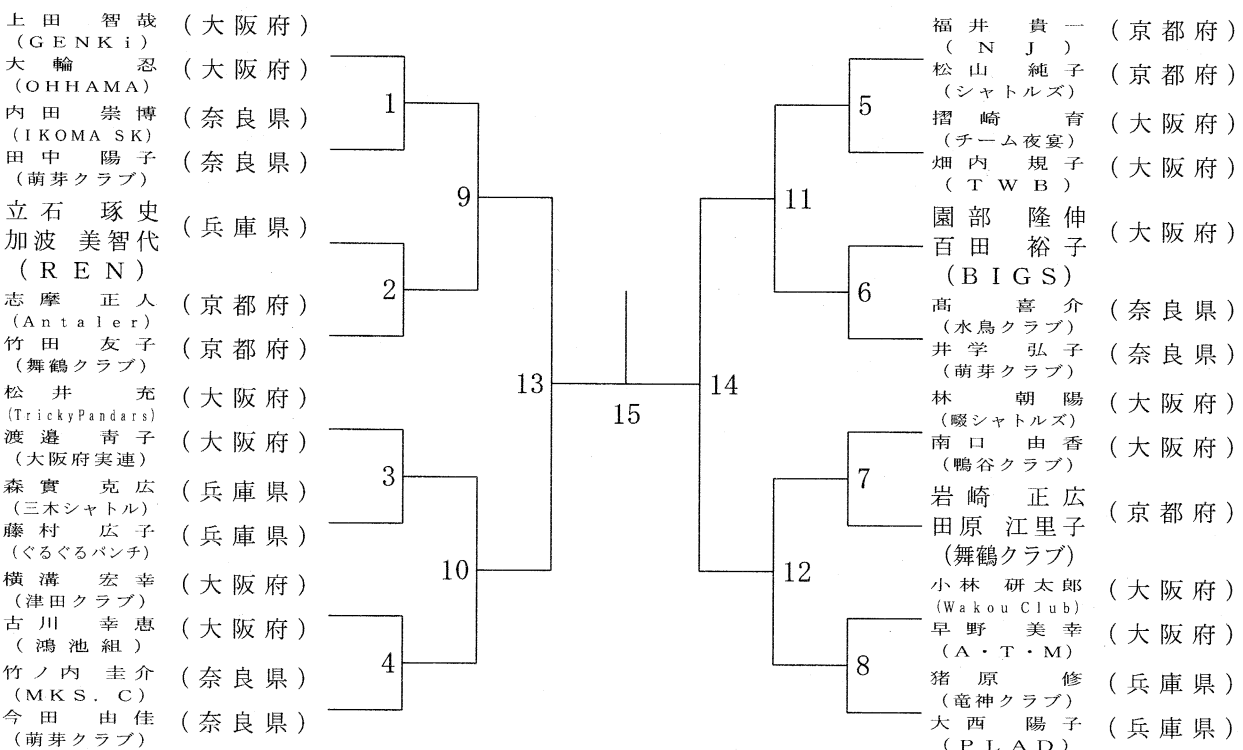 上田 智哉 (大阪府)
(GENKi)
大輪 忍 (大阪府)
(OHHAMA)
内田 崇博 (奈良県)
(IKOMA SK)
田中 陽子 (奈良県)
(萌芽クラブ)
立石 琢史
加波 美智代 (兵庫県)
(REN)
志摩 正人 (京都府)
(Antaler)
竹田 友子 (京都府)
(舞鶴クラブ)
松井 充 (大阪府)
(TrickyPandars)
渡邉 青子 (大阪府)
(大阪府実連)
森實 克広 (兵庫県)
(三木シャトル)
藤村 広子 (兵庫県)
(ぐるぐるパンチ)
横溝 宏幸 (大阪府)
(津田クラブ)
古川 幸恵 (大阪府)
(鴻池組)
竹ノ内 圭介 (奈良県)
(MKS. C)
今田 由佳 (奈良県)
(萌芽クラブ)
1
2
3
4
9
10
13
15
14
11
12
5
6
7
8
福井 貴一 (京都府)
(NJ)
松山 純子 (京都府)
(シャトルズ)
摺崎 育 (大阪府)
(チーム夜宴)
畑内 規子 (大阪府)
(TWB)
園部 隆伸
百田 裕子 (大阪府)
(BIGS)
髙 喜介 (奈良県)
(水鳥クラブ)
井学 弘子 (奈良県)
(萌芽クラブ)
林 朝陽 (大阪府)
(畷シャトルズ)
南口 由香 (大阪府)
(鴨谷クラブ)
岩崎 正広
田原 江里子 (京都府)
(舞鶴クラブ)
小林 研太郎 (大阪府)
(Wakou Club)
早野 美幸 (大阪府)
(A・T・M)
猪原 修 (兵庫県)
(竜神クラブ)
大西 陽子 (兵庫県)
(PLAD)